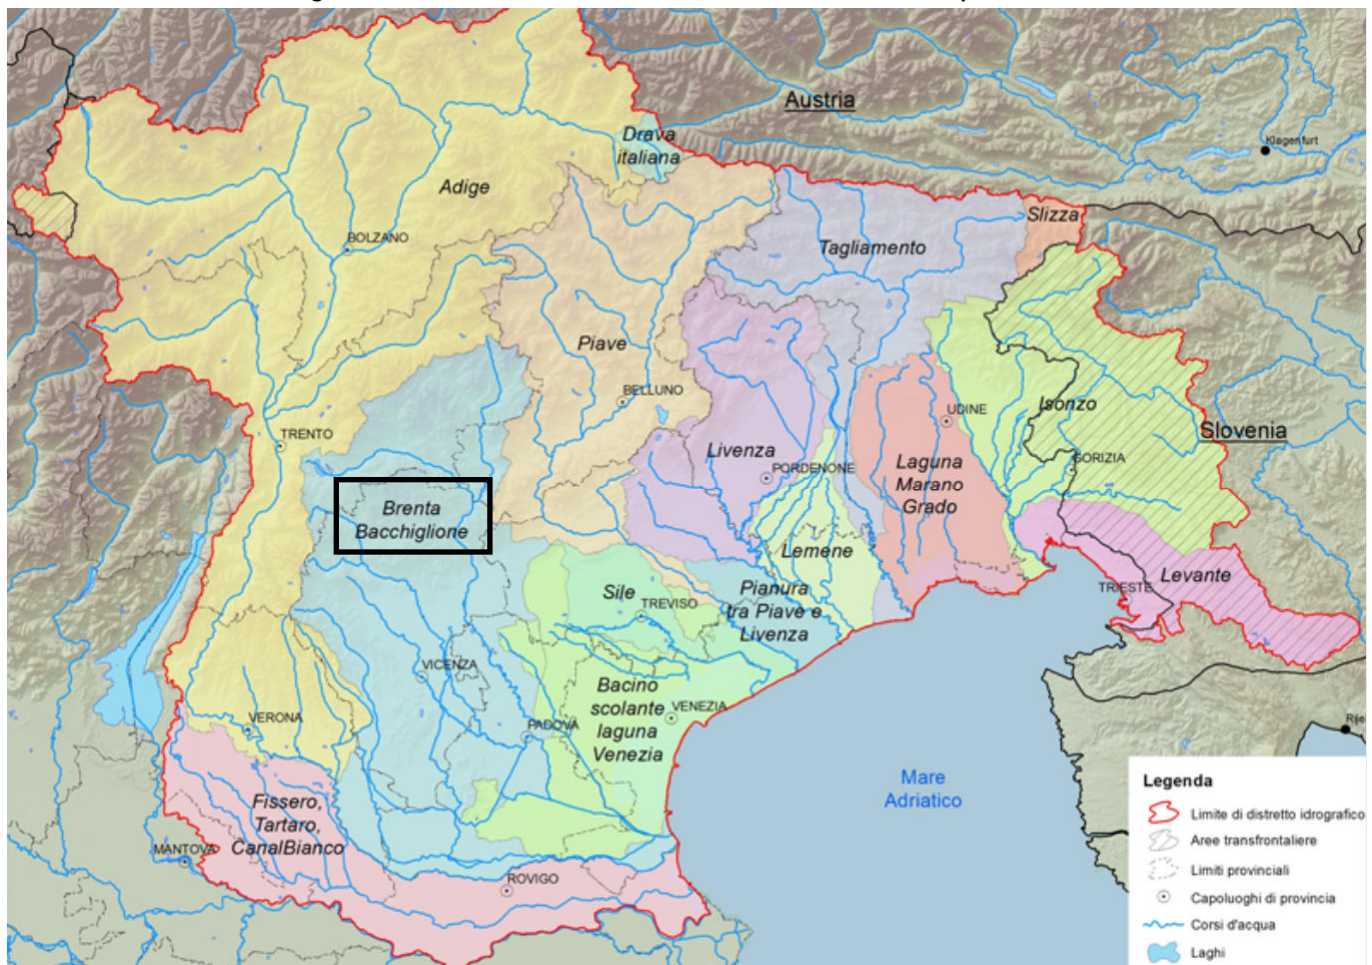 Austria
Klagenfurt
Drava
italiana
Adige
Slizza
BOLZANO
Tagliamento
Piave
BELLUNO
Isonzo
UDINE
Slovenia
TRENTO
Livenza
PORDENONE
GORIZIA
Laguna
Marano
Grado
Brenta
Bacchiglione
Lemene
Levante
TRIESTE
Sile
TREVISO
Pianura
tra Piave e
Livenza
VICENZA
Bacino
scolante
laguna
Venezia
VENEZIA
VERONA
PADOVA
Mare
Adriatico
Fissero,
Tartaro,
CanalBianco
MANTOVA
ROVIGO
Legenda
Limite di distretto idrografico
Aree transfrontaliere
Limiti provinciali
Capoluoghi di provincia
Corsi d'acqua
Laghi